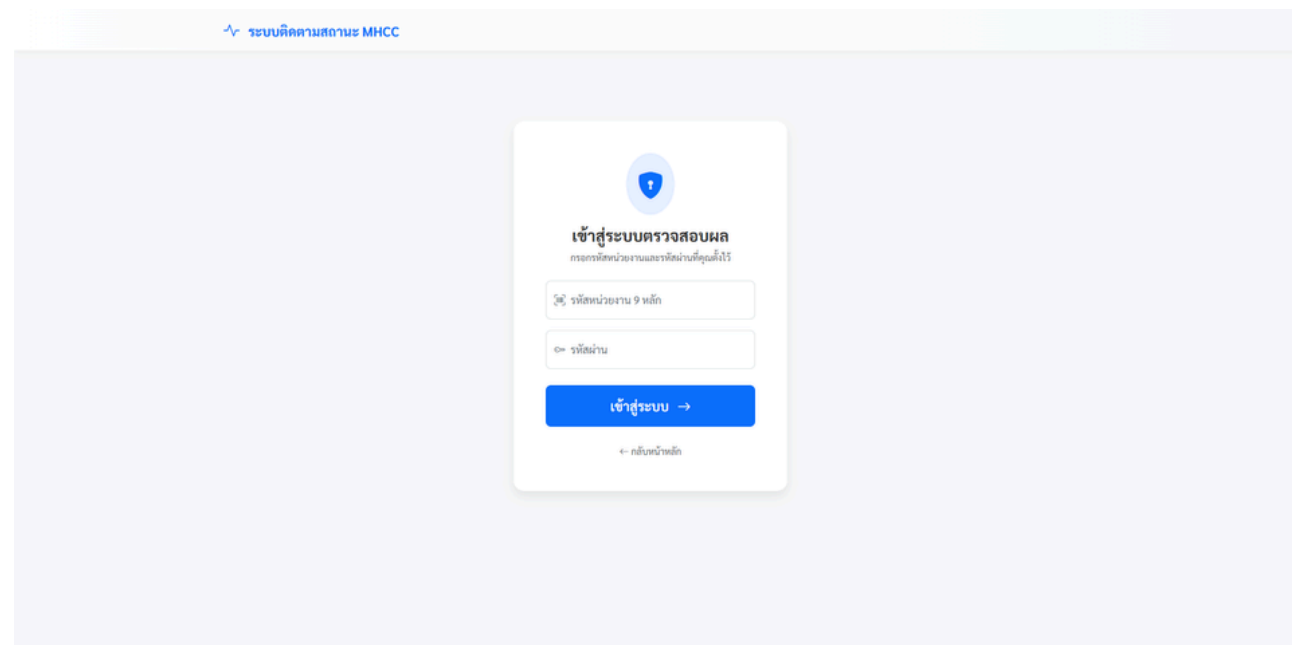 ระบบติดตามสถานะ MHCC
เข้าสู่ระบบตรวจสอบผล
กรอกรหัสหน่วยงานและรหัสผ่านที่คุณตั้งไว้
รหัสหน่วยงาน 9 หลัก
รหัสผ่าน
เข้าสู่ระบบ →
← กลับหน้าหลัก